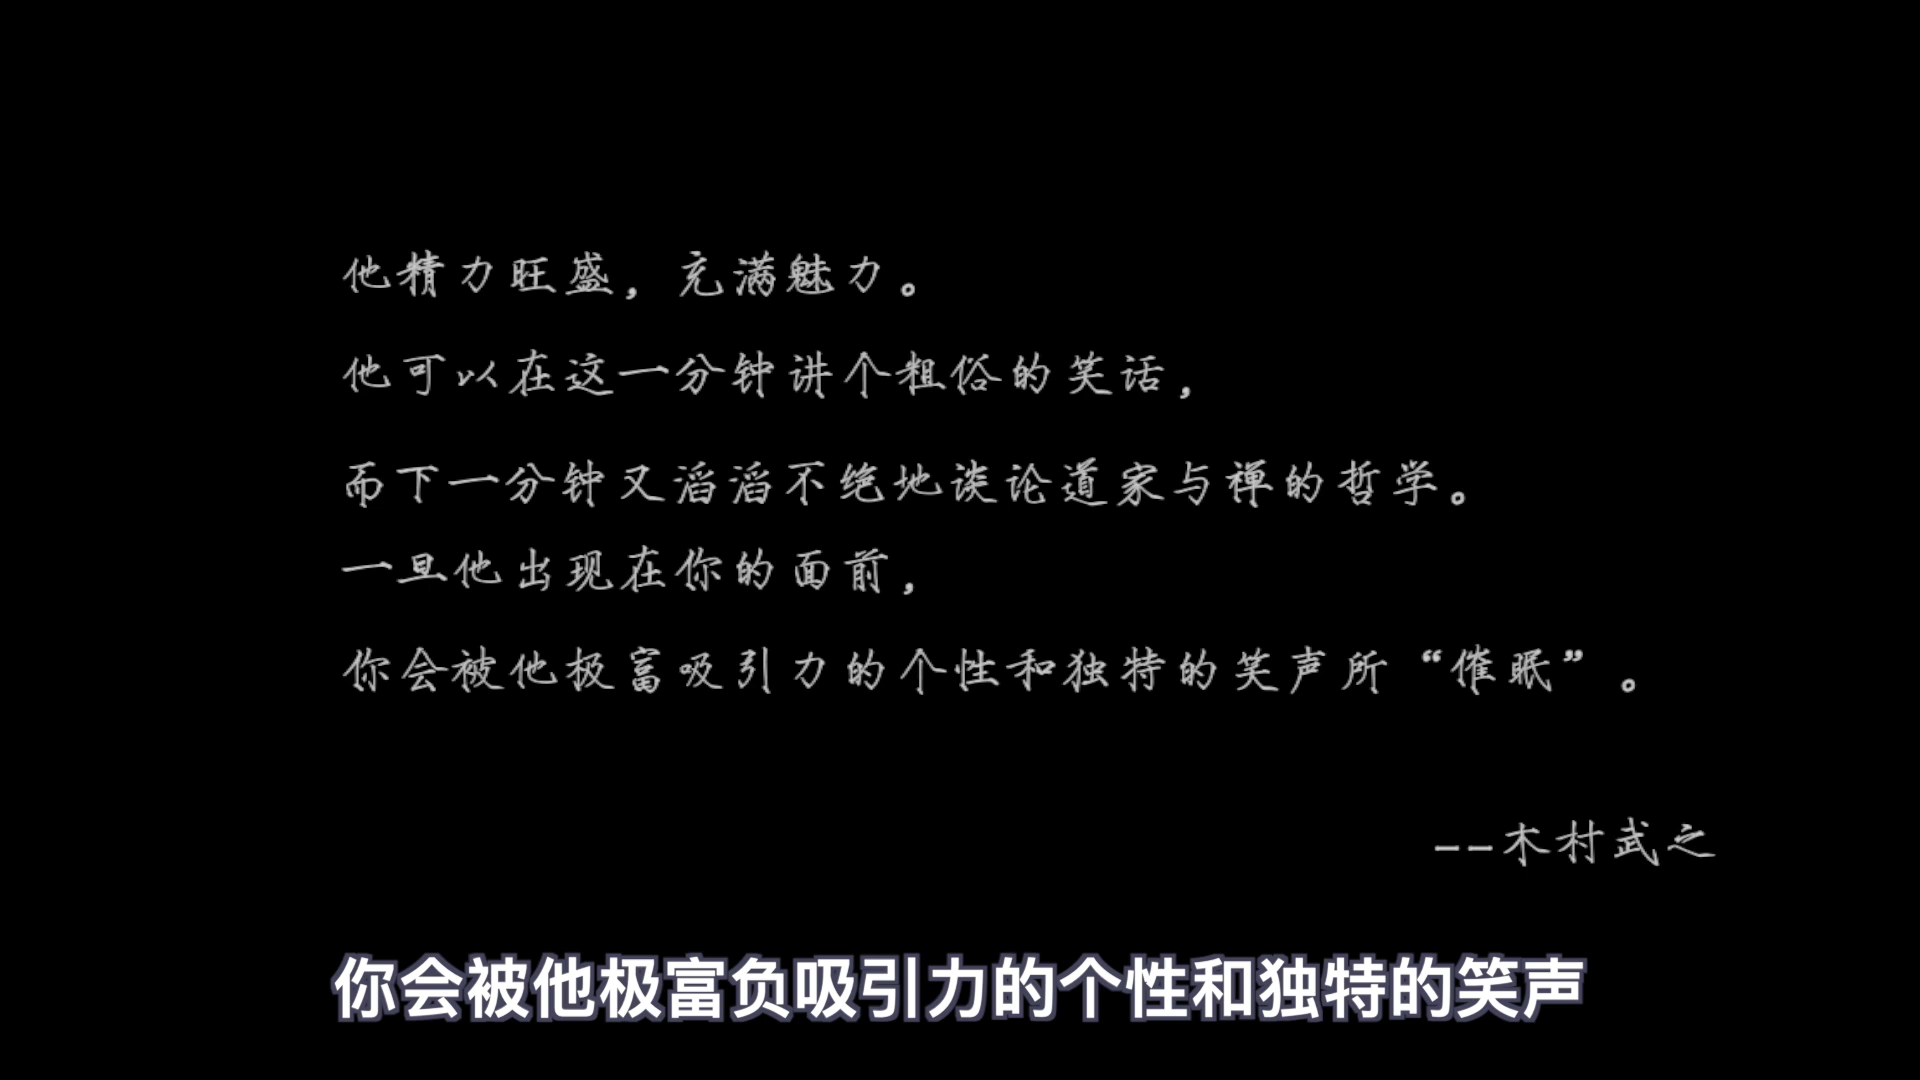 他精力旺盛，充满魅力。
他可以在这一分钟讲个粗俗的笑话，
而下一分钟又滔滔不绝地谈论道家与禅的哲学。
一旦他出现在你的面前，
你会被他极富吸引力的个性和独特的笑声所“催眠”。
--木村武之
你会被他极富负吸引力的个性和独特的笑声